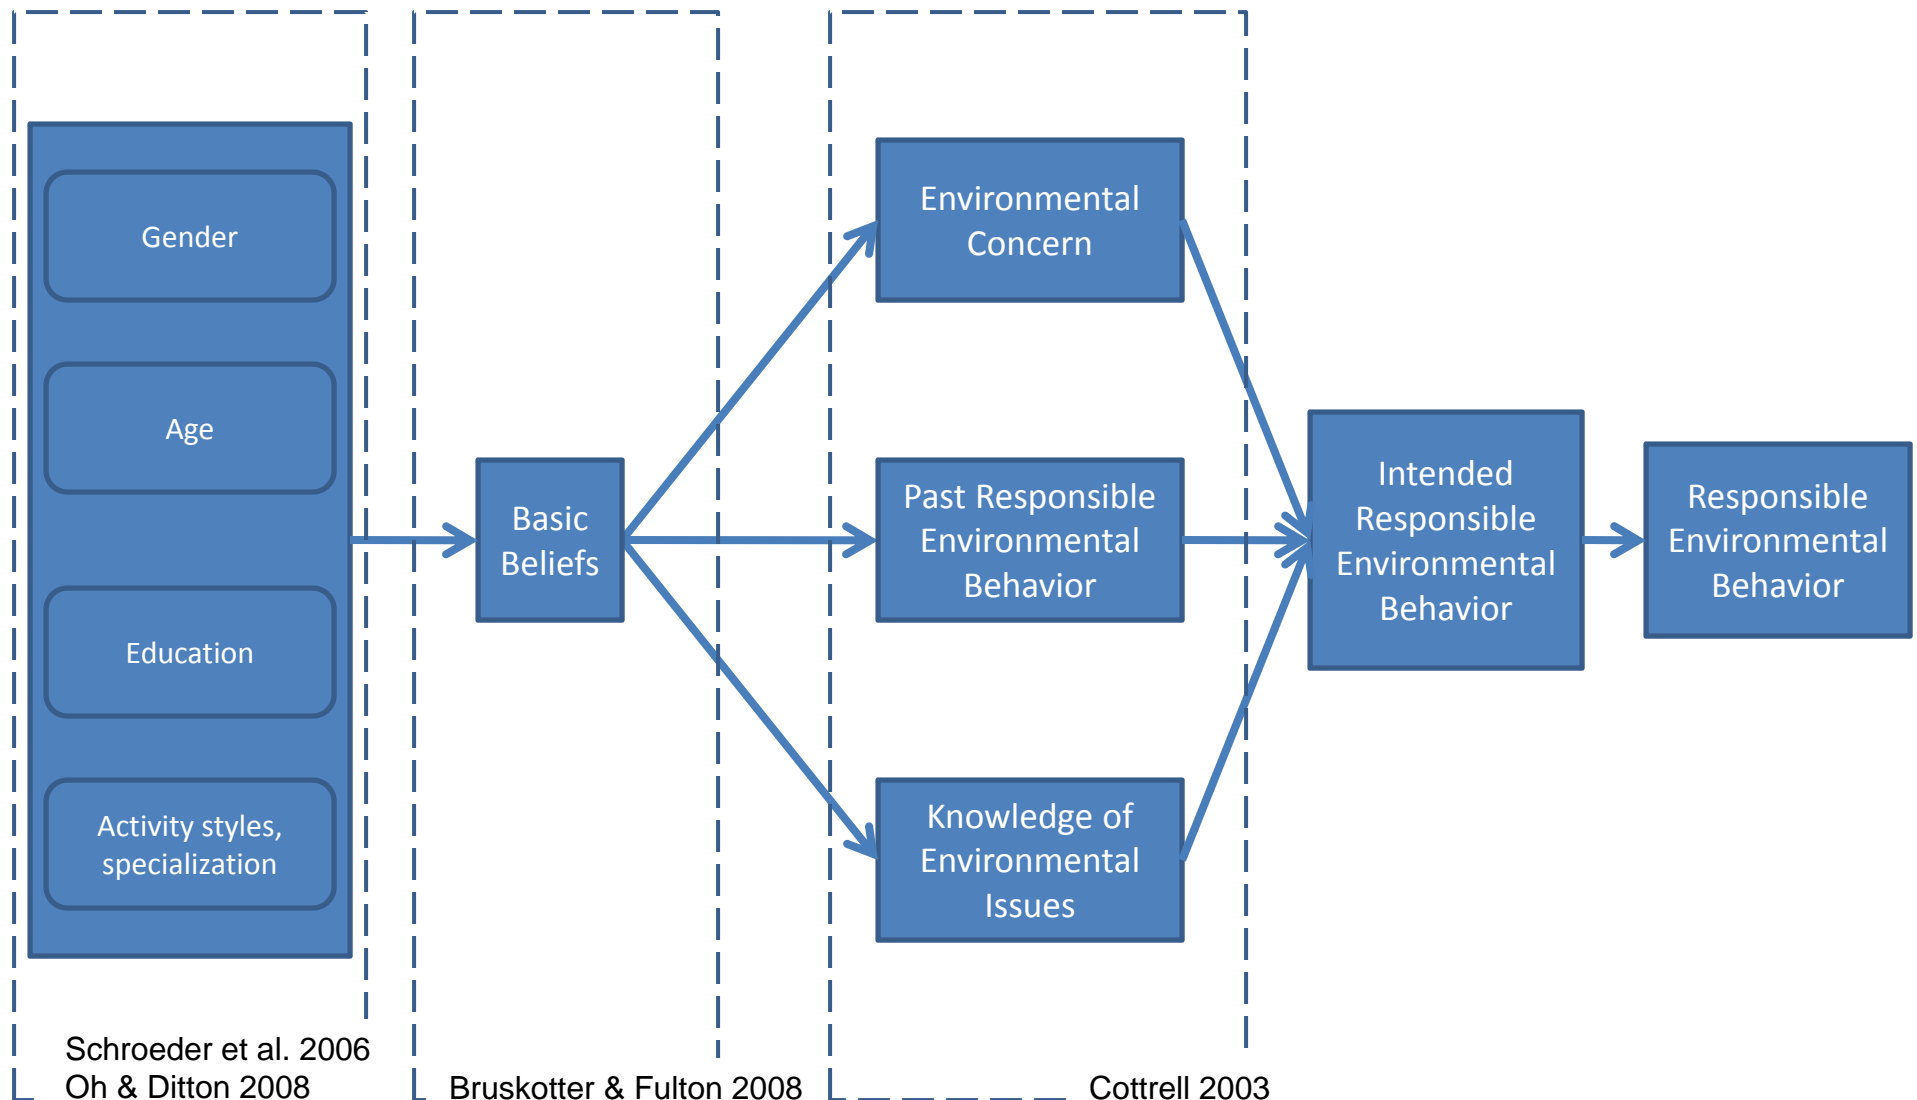 Gender
Age
Education
Activity styles,
specialization
Basic
Beliefs
Environmental
Concern
Past Responsible
Environmental
Behavior
Knowledge of
Environmental
Issues
Intended
Responsible
Environmental
Behavior
Responsible
Environmental
Behavior
Schroeder et al. 2006
Oh & Ditton 2008
Bruskotter & Fulton 2008
Cottrell 2003